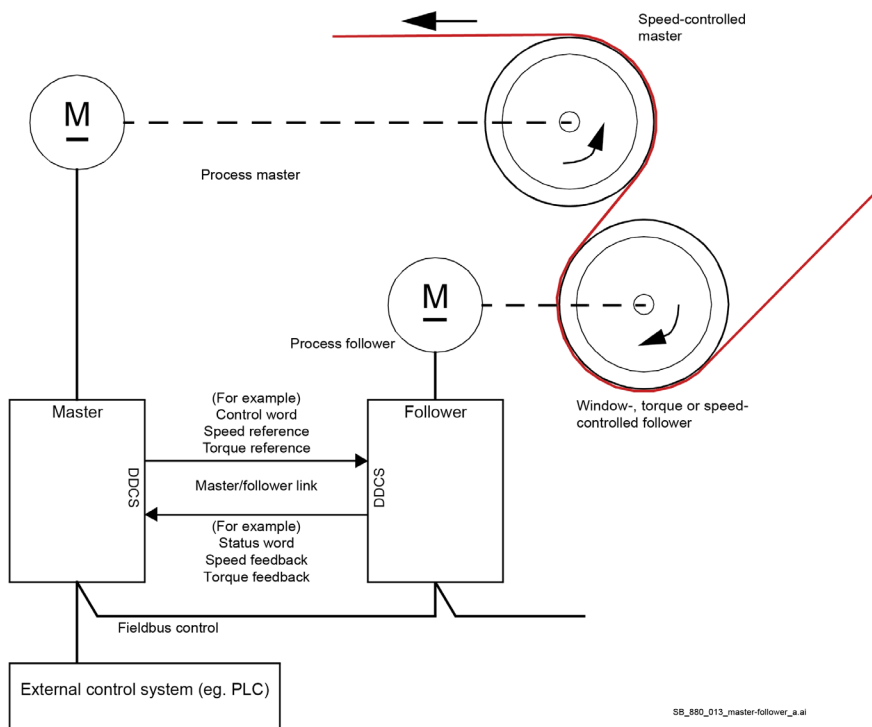 Speed-controlled
master
M
Process master
M
Process follower
Window-, torque or speed-
controlled follower
Master
(For example)
Control word
Speed reference
Torque reference
Follower
DDCS
Master/follower link
DDCS
(For example)
Status word
Speed feedback
Torque feedback
Fieldbus control
External control system (eg. PLC)
SB_880_013_master-follower_a.ai